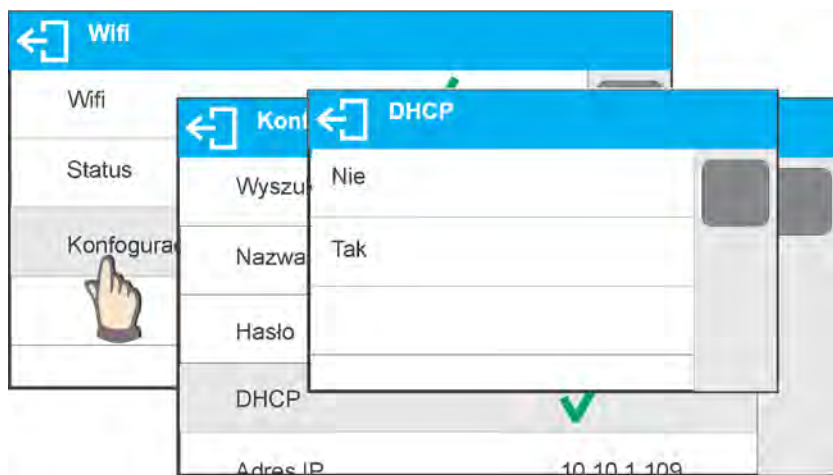 Wifi
Wifi
Status
Konfogurac
Konf
Wyszu
Nazwa
Hasło
DHCP
Adres IP 10.10.1.109
DHCP
Nie
Tak